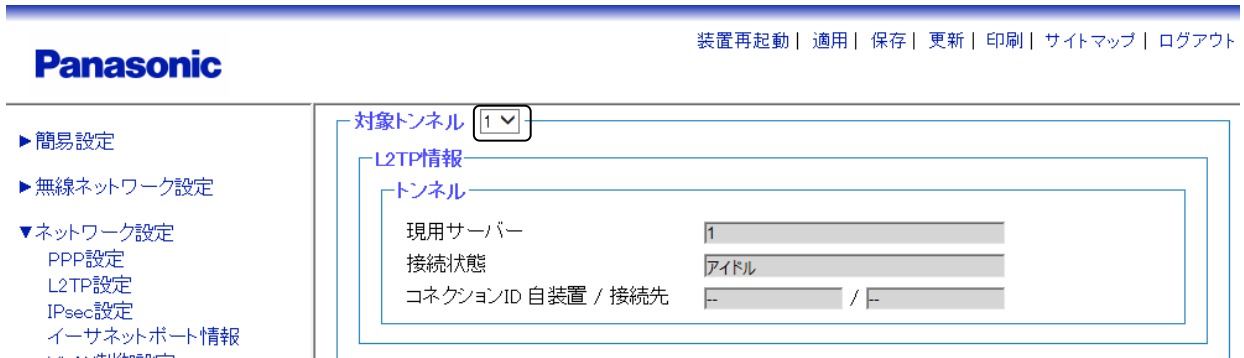 Panasonic
装置再起動| 適用| 保存| 更新| 印刷| サイトマップ| ログアウト
▶簡易設定
▶無線ネットワーク設定
▼ネットワーク設定
PPP設定
L2TP設定
IPsec設定
イーサネットポート情報
対象トンネル 1
L2TP情報
トンネル
現用サーバー 1
接続状態 アイドル
コネクションID 自装置 / 接続先 -- / --